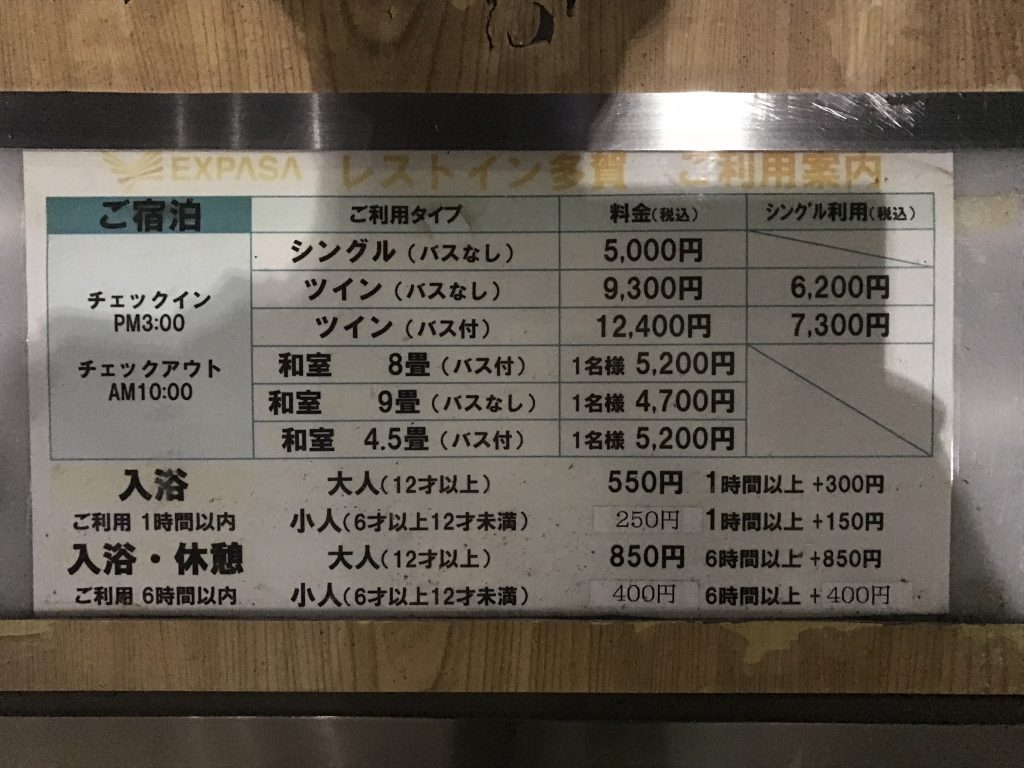 EXPASA レストイン多賀 ご利用案内
ご宿泊 ご利用タイプ 料金(税込) シングル利用(税込)
シングル(バスなし) 5,000円
ツイン(バスなし) 9,300円 6,200円
チェックイン
PM3:00
ツイン(バス付) 12,400円 7,300円
チェックアウト
AM10:00
和室 8畳(バス付) 1名様 5,200円
和室 9畳(バスなし) 1名様 4,700円
和室 4.5畳(バス付) 1名様 5,200円
入浴 大人(12才以上) 550円 1時間以上 +300円
ご利用 1時間以内 小人(6才以上12才未満) 250円 1時間以上 +150円
入浴・休憩 大人(12才以上) 850円 6時間以上 +850円
ご利用 6時間以内 小人(6才以上12才未満) 400円 6時間以上 + 400円